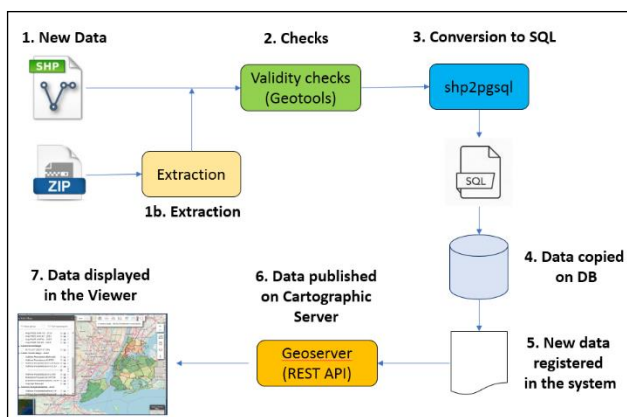 1. New Data
SHP
ZIP
Extraction
1b. Extraction
2. Checks
Validity checks
(Geotools)
3. Conversion to SQL
shp2pgsql
SQL
4. Data copied
on DB
5. New data
registered
in the system
6. Data published
on Cartographic
Server
Geoserver
(REST API)
7. Data displayed
in the Viewer